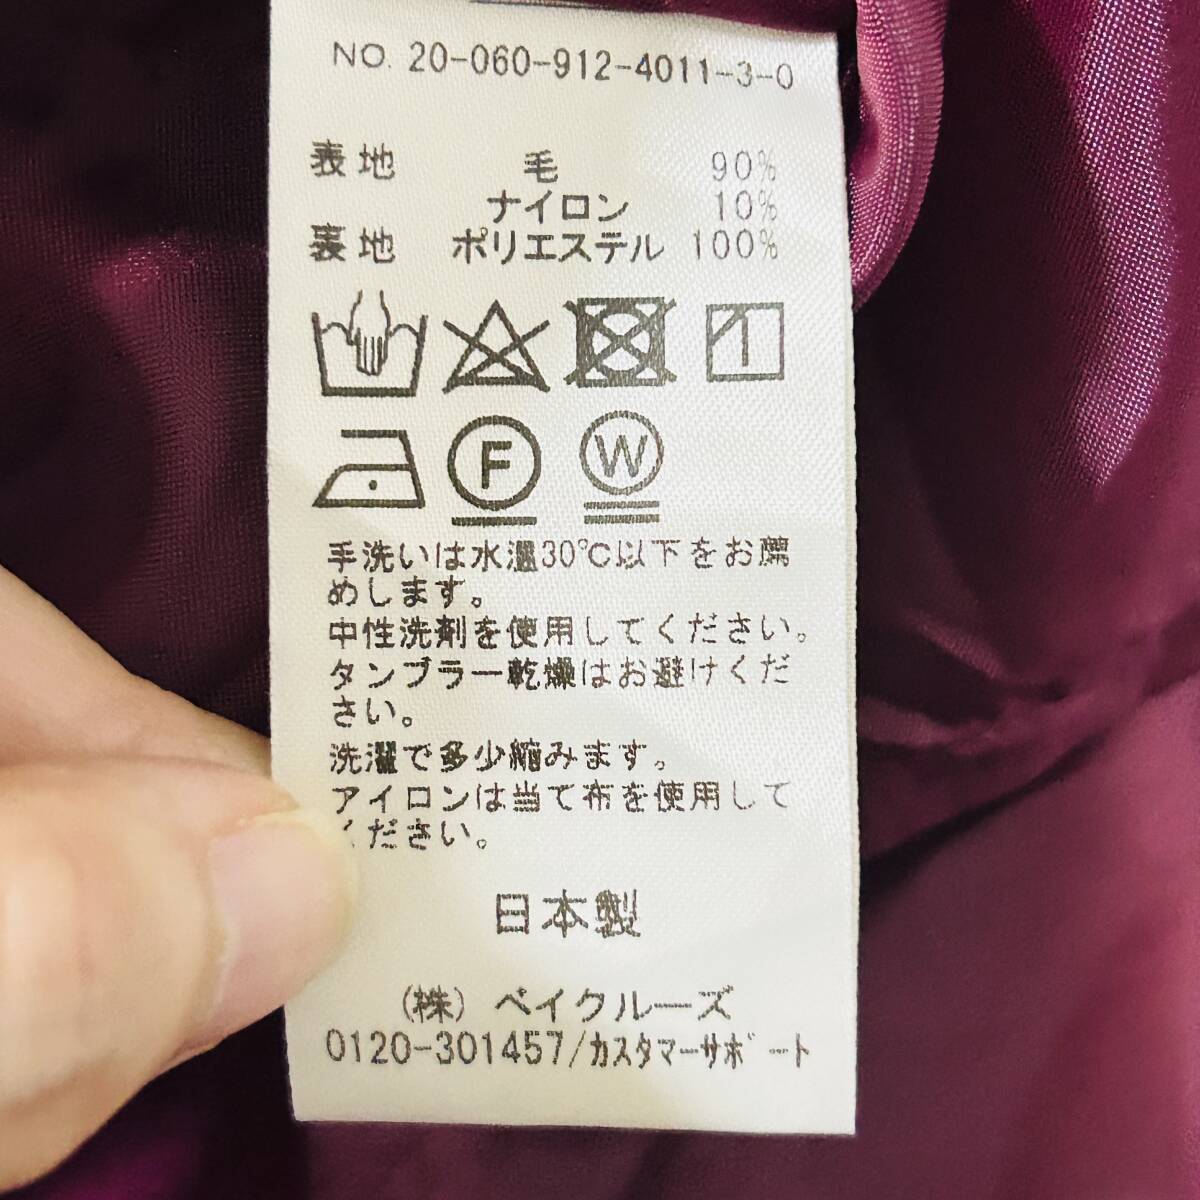 NO. 20-060-912-4011-3-0
表地 毛 90%
ナイロン 10%
裏地 ポリエステル 100%
F W
手洗いは水温30℃以下をお薦
めします。
中性洗剤を使用してください。
タンブラー乾燥はお避けくだ
さい。
洗濯で多少縮みます。
アイロンは当て布を使用して
ください。
日本製
(株) ベイクルーズ
0120-301457/カスタマーサポート